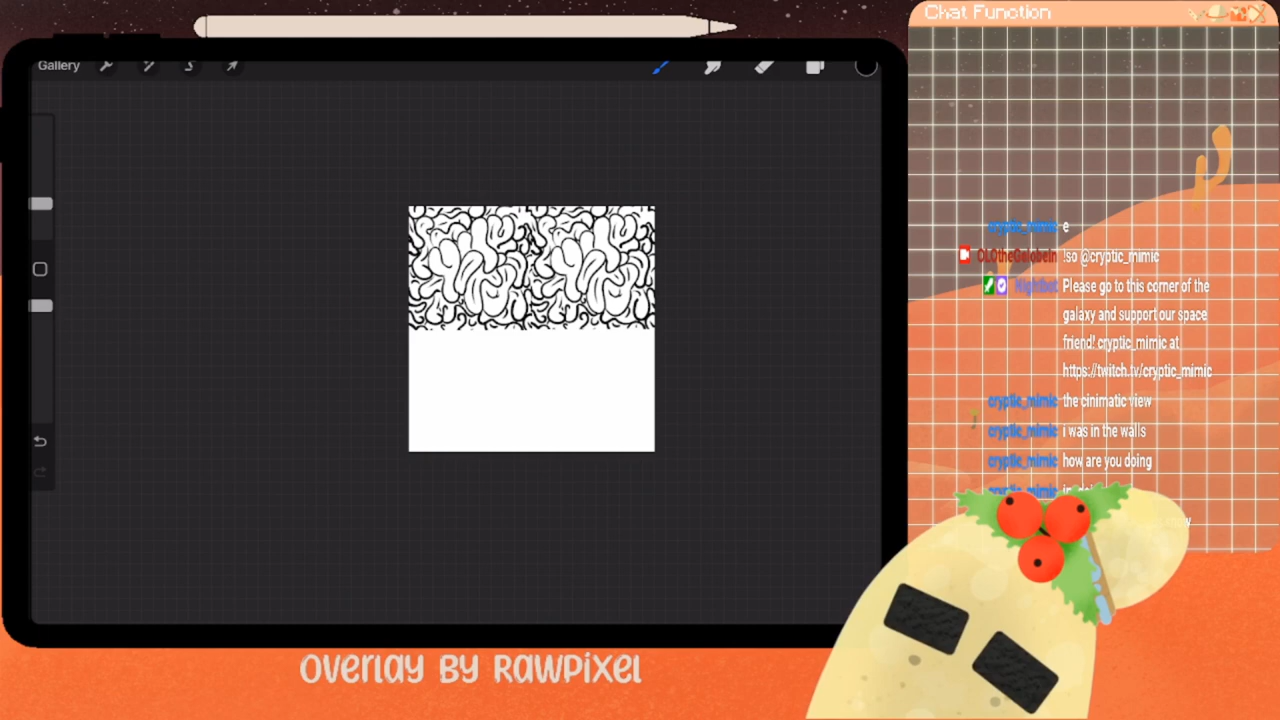 Chat Function
Gallery
cryptic_mimic e
OLOtheGolobein !so @cryptic_mimic
Nightbot Please go to this corner of the
galaxy and support our space
friend! cryptic_mimic at
https://twitch.tv/cryptic_mimic
cryptic_mimic the cinimatic view
cryptic_mimic i was in the walls
cryptic_mimic how are you doing
cryptic_mimic
Overlay by Rawpixel